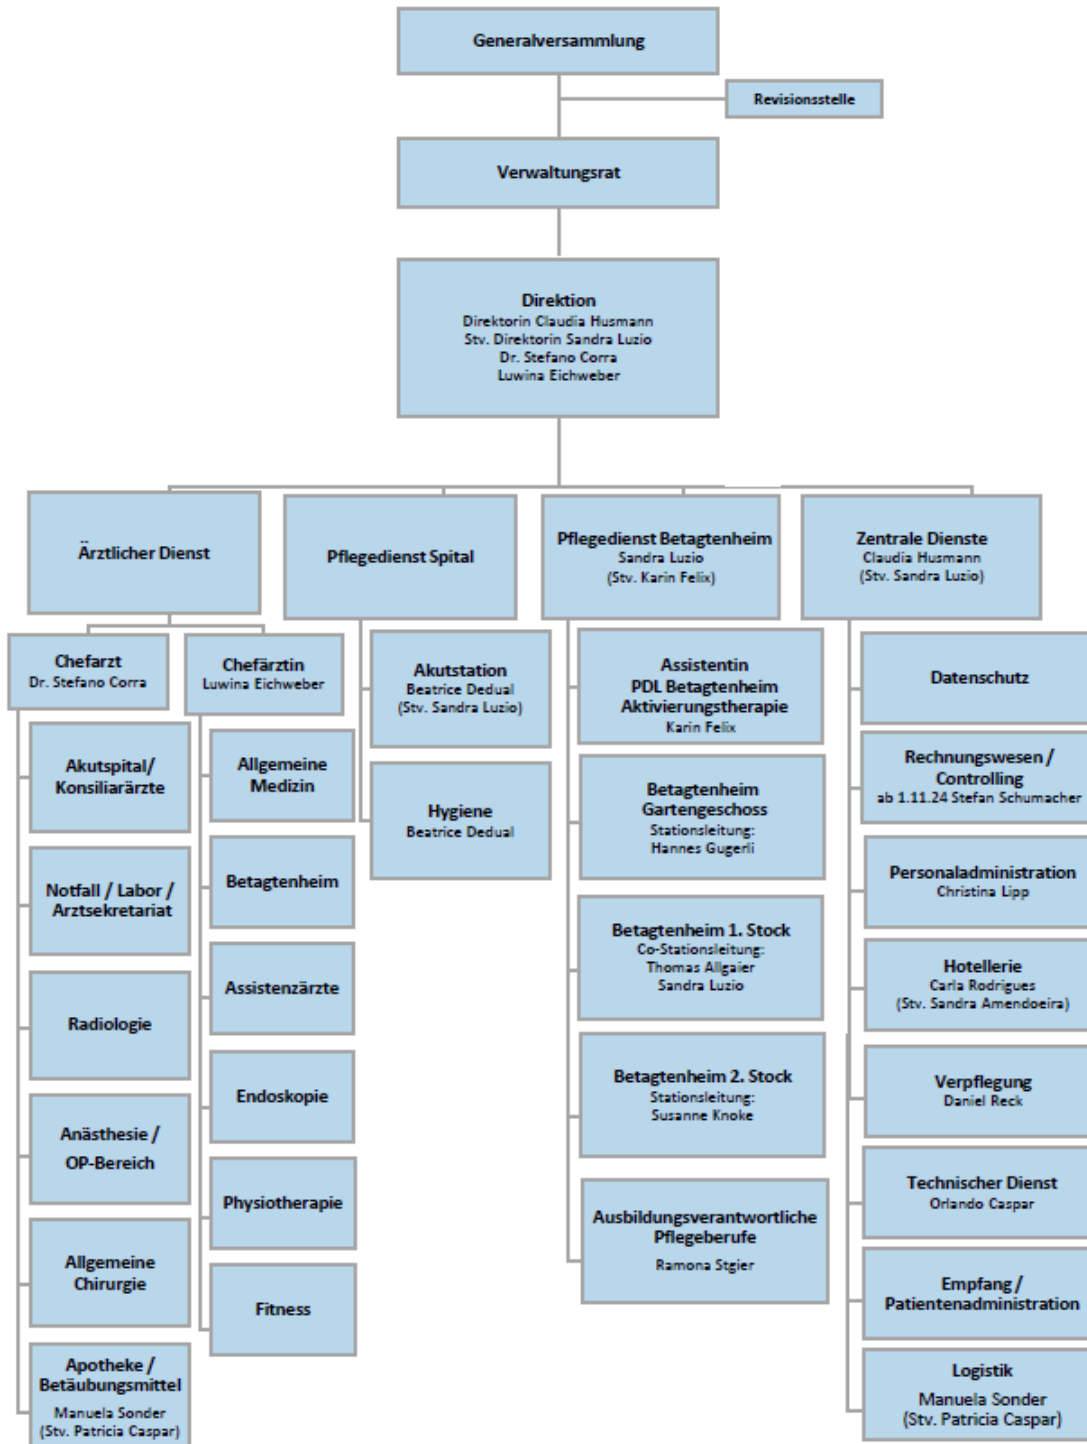 Generalversammlung
Revisionsstelle
Verwaltungsrat
Direktion
Direktorin Claudia Husmann
Stv. Direktorin Sandra Luzio
Dr. Stefano Corra
Luwina Eichweber
Ärztlicher Dienst
Pflegedienst Spital
Pflegedienst Betagtenheim
Sandra Luzio
(Stv. Karin Felix)
Zentrale Dienste
Claudia Husmann
(Stv. Sandra Luzio)
Chefarzt
Dr. Stefano Corra
Akutspital/
Konsiliarärzte
Notfall / Labor /
Arztsekretariat
Radiologie
Anästhesie /
OP-Bereich
Allgemeine
Chirurgie
Apotheke /
Betäubungsmittel
Manuela Sonder
(Stv. Patricia Caspar)
Chefärztin
Luwina Eichweber
Allgemeine
Medizin
Betagtenheim
Assistenzärzte
Endoskopie
Physiotherapie
Fitness
Akutstation
Beatrice Dedual
(Stv. Sandra Luzio)
Hygiene
Beatrice Dedual
Assistentin
PDL Betagtenheim
Aktivierungstherapie
Karin Felix
Betagtenheim
Gartengeschoss
Stationsleitung:
Hannes Gugerli
Betagtenheim 1. Stock
Co-Stationsleitung:
Thomas Allgaier
Sandra Luzio
Betagtenheim 2. Stock
Stationsleitung:
Susanne Knoke
Ausbildungsverantwortliche
Pflegeberufe
Ramona Stgier
Datenschutz
Rechnungswesen /
Controlling
ab 1.11.24 Stefan Schumacher
Personaladministration
Christina Lipp
Hotellerie
Carla Rodrigues
(Stv. Sandra Amendoeira)
Verpflegung
Daniel Reck
Technischer Dienst
Orlando Caspar
Empfang /
Patientenadministration
Logistik
Manuela Sonder
(Stv. Patricia Caspar)